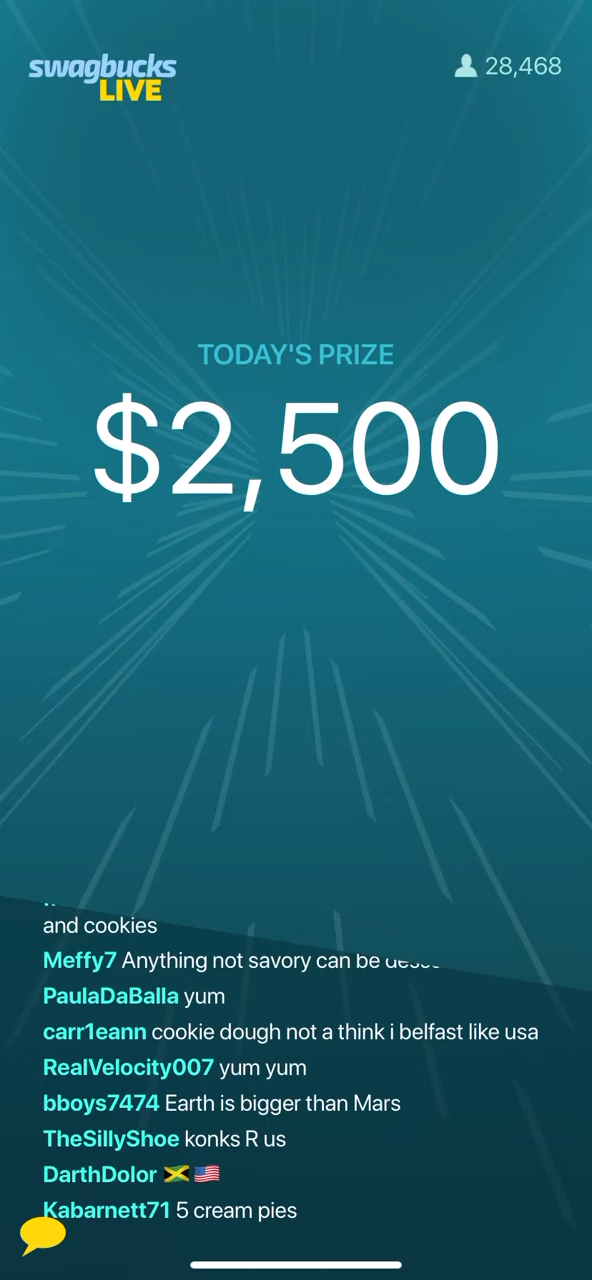 swagbucks
LIVE
28,468
TODAY'S PRIZE
$2,500
and cookies
Meffy7 Anything not savory can be
PaulaDaBalla yum
carr1eann cookie dough not a think i belfast like usa
RealVelocity007 yum yum
bboys7474 Earth is bigger than Mars
TheSillyShoe konks R us
DarthDolor 🇯🇲 🇺🇸
Kabarnett71 5 cream pies